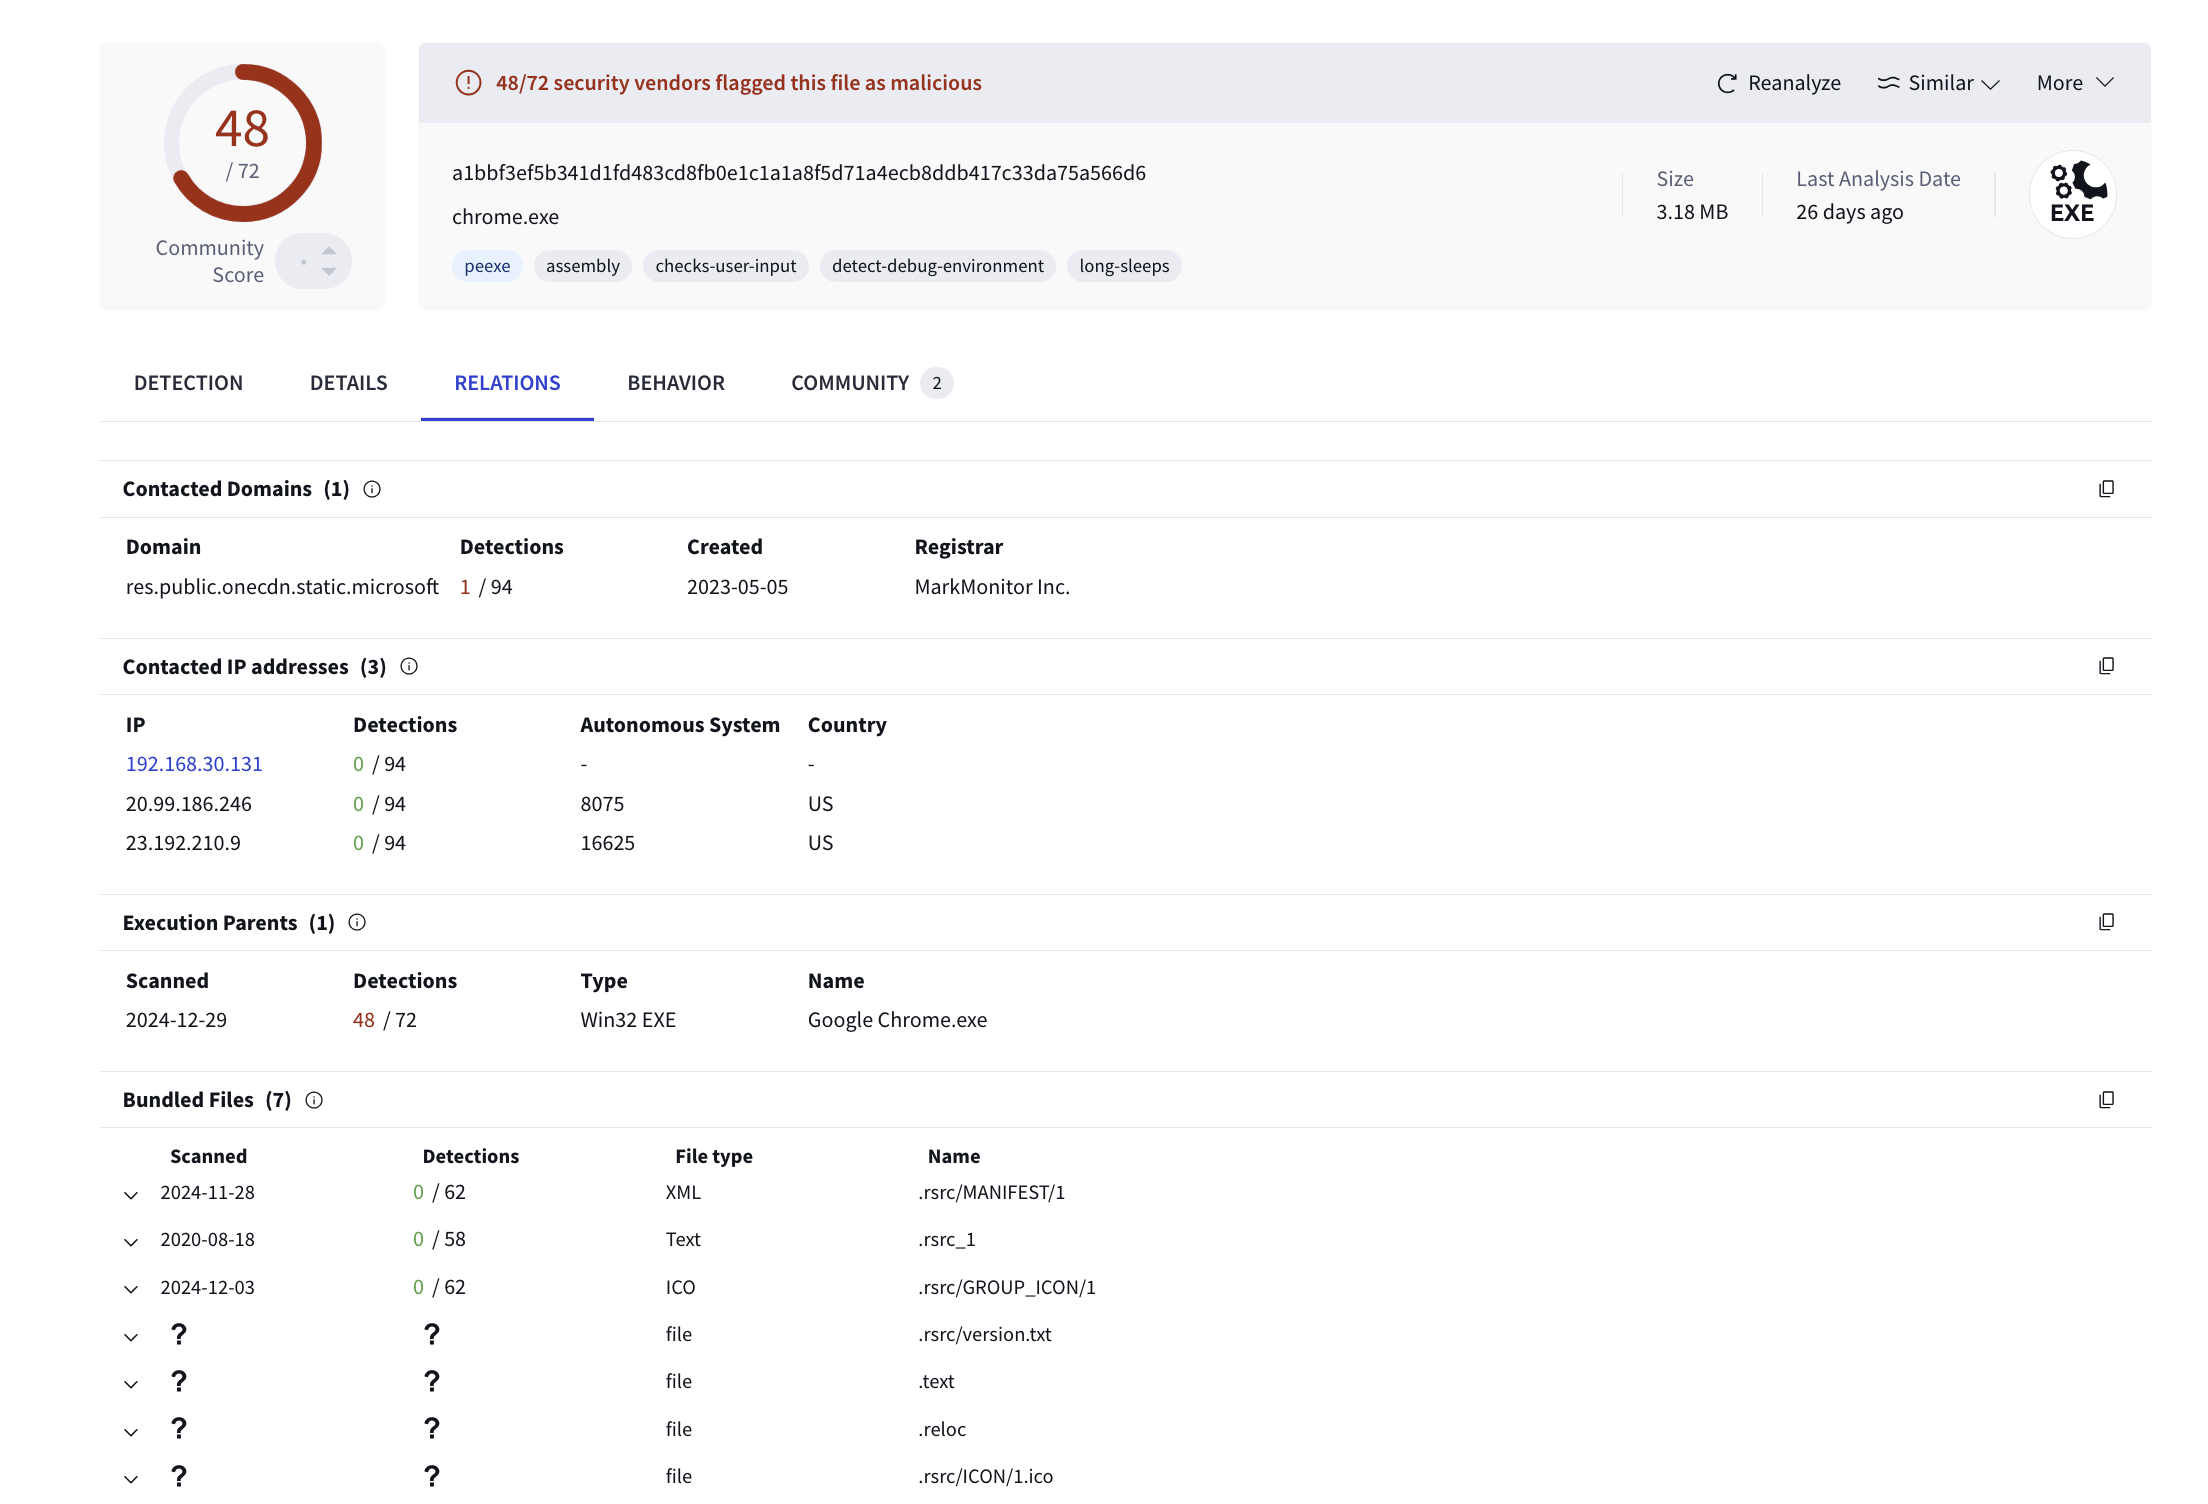 48
/ 72
Community
Score
48/72 security vendors flagged this file as malicious
Reanalyze
Similar
More
a1bbf3ef5b341d1fd483cd8fb0e1c1a1a8f5d71a4ecb8ddb417c33da75a566d6
chrome.exe
peexe assembly checks-user-input detect-debug-environment long-sleeps
Size
3.18 MB
Last Analysis Date
26 days ago
EXE
DETECTION DETAILS RELATIONS BEHAVIOR COMMUNITY 2
Contacted Domains (1)
Domain Detections Created Registrar
res.public.onecdn.static.microsoft 1 / 94 2023-05-05 MarkMonitor Inc.
Contacted IP addresses (3)
IP Detections Autonomous System Country
192.168.30.131 0 / 94 - -
20.99.186.246 0 / 94 8075 US
23.192.210.9 0 / 94 16625 US
Execution Parents (1)
Scanned Detections Type Name
2024-12-29 48 / 72 Win32 EXE Google Chrome.exe
Bundled Files (7)
Scanned Detections File type Name
2024-11-28 0 / 62 XML .rsrc/MANIFEST/1
2020-08-18 0 / 58 Text .rsrc_1
2024-12-03 0 / 62 ICO .rsrc/GROUP_ICON/1
? ? file .rsrc/version.txt
? ? file .text
? ? file .reloc
? ? file .rsrc/ICON/1.ico